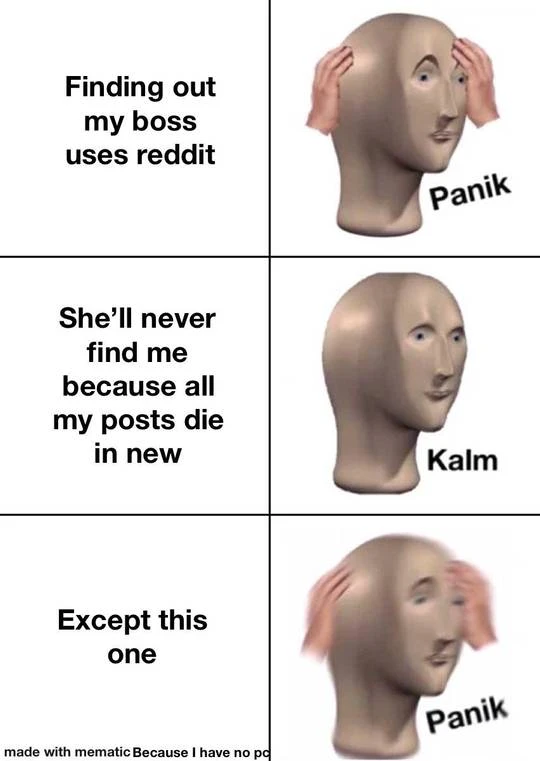 Finding out
my boss
uses reddit
Panik
She’ll never
find me
because all
my posts die
in new
Kalm
Except this
one
Panik
made with mematic Because I have no